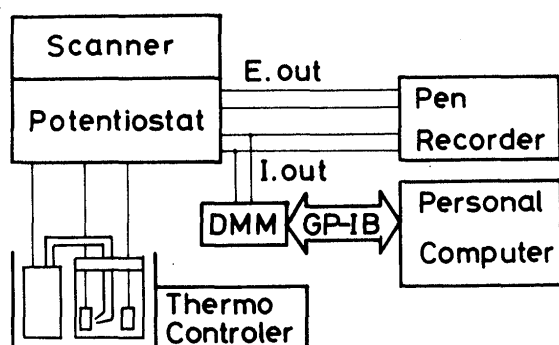 Scanner
E.out
Potentiostat
Pen
Recorder
I.out
DMM
GP-IB
Personal
Computer
Thermo
Controler